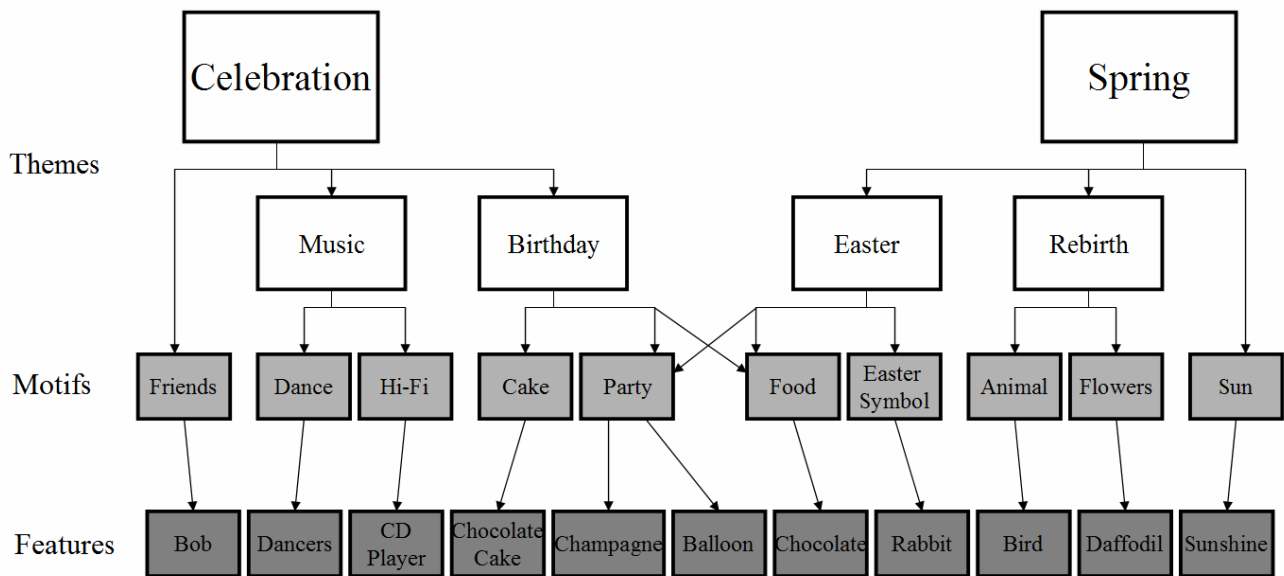 Celebration
Spring
Themes
Music
Birthday
Easter
Rebirth
Motifs
Friends
Dance
Hi-Fi
Cake
Party
Food
Easter
Symbol
Animal
Flowers
Sun
Features
Bob
Dancers
CD
Player
Chocolate
Cake
Champagne
Balloon
Chocolate
Rabbit
Bird
Daffodil
Sunshine